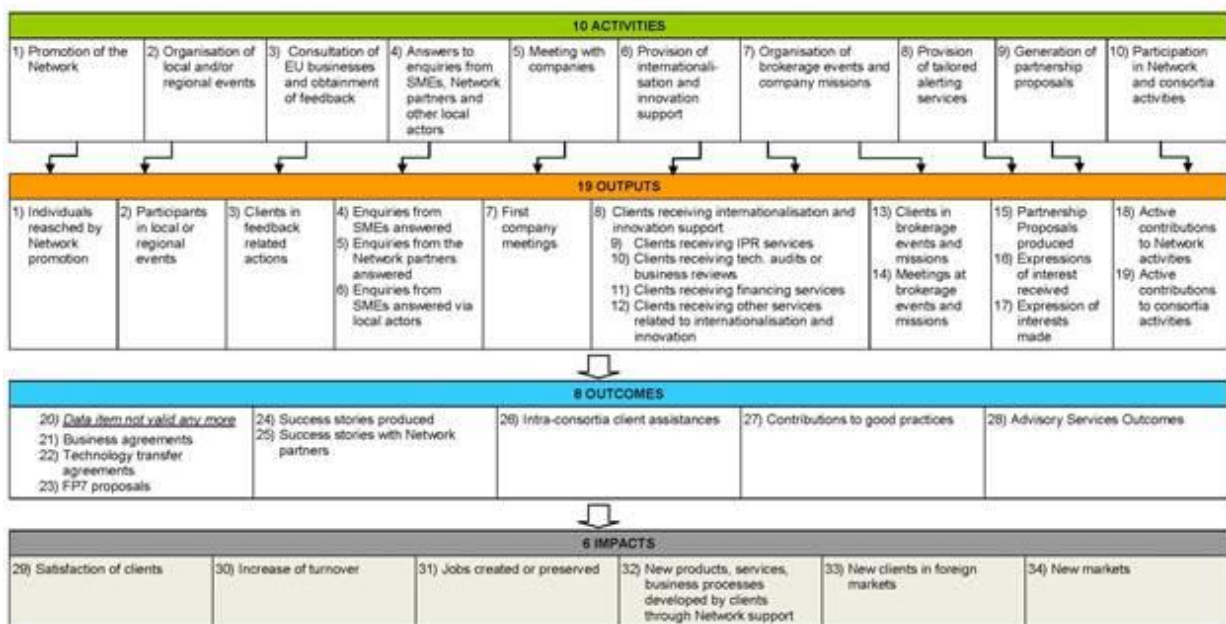 10 ACTIVITIES
1) Promotion of the
Network
2) Organisation of
local and/or
regional events
3) Consultation of
EU businesses
and obtainment
of feedback
4) Answers to
enquiries from
SMEs, Network
partners and
other local
actors
5) Meeting with
companies
6) Provision of
internationali-
sation and
innovation
support
7) Organisation of
brokerage events and
company missions
8) Provision
of tailored
alerting
services
9) Generation of
partnership
proposals
10) Participation
in Network
and consortia
activities
19 OUTPUTS
1) Individuals
reasched by
Network
promotion
2) Participants
in local or
regional
events
3) Clients in
feedback
related
actions
4) Enquiries from
SMEs answered
5) Enquiries from the
Network partners
answered
6) Enquiries from
SMEs answered via
local actors
7) First
company
meetings
8) Clients receiving internationalisation and
innovation support
9) Clients receiving IPR services
10) Clients receiving tech. audits or
business reviews
11) Clients receiving financing services
12) Clients receiving other services
related to internationalisation and
innovation
13) Clients in
brokerage
events and
missions
14) Meetings at
brokerage
events and
missions
15) Partnership
Proposals
produced
16) Expressions
of interest
received
17) Expression of
interests
made
18) Active
contributions
to Network
activities
19) Active
contributions
to consortia
activities
8 OUTCOMES
20) Data item not valid any more
21) Business agreements
22) Technology transfer
agreements
23) FP7 proposals
24) Success stories produced
25) Success stories with Network
partners
26) Intra-consortia client assistances
27) Contributions to good practices
28) Advisory Services Outcomes
6 IMPACTS
29) Satisfaction of clients
30) Increase of turnover
31) Jobs created or preserved
32) New products, services,
business processes
developed by clients
through Network support
33) New clients in foreign
markets
34) New markets